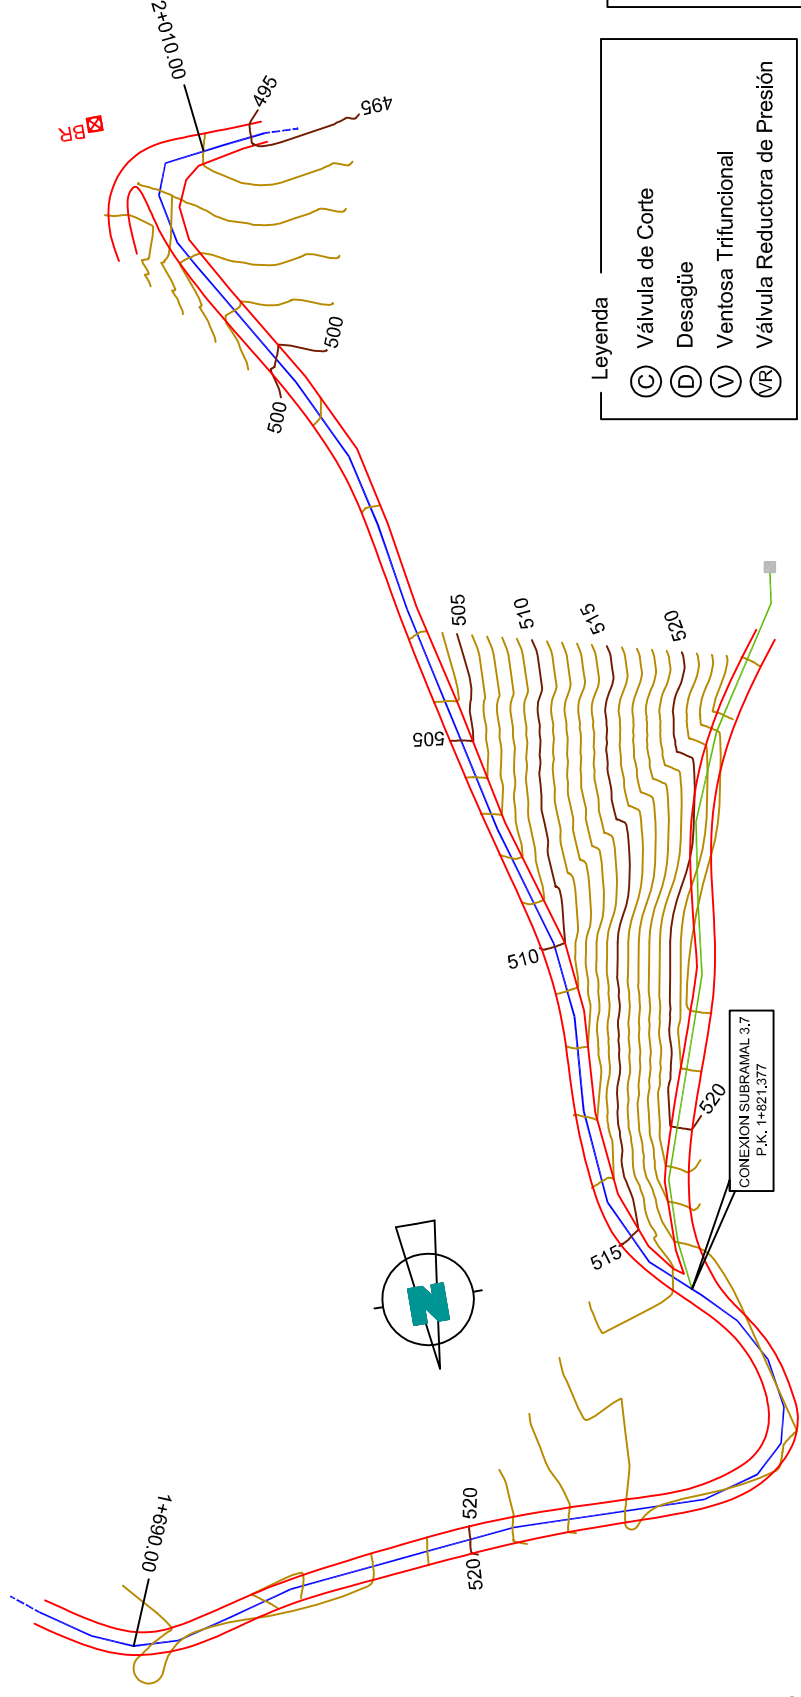 2+010.00
BR
495
495
500
500
Leyenda
C Válvula de Corte
D Desagüe
V Ventosa Trifuncional
VR Válvula Reductora de Presión
505
510
515
520
505
510
CONEXION SUBRAMAL 3.7
P.K. 1+821.377
520
515
N
520
520
1+690.00